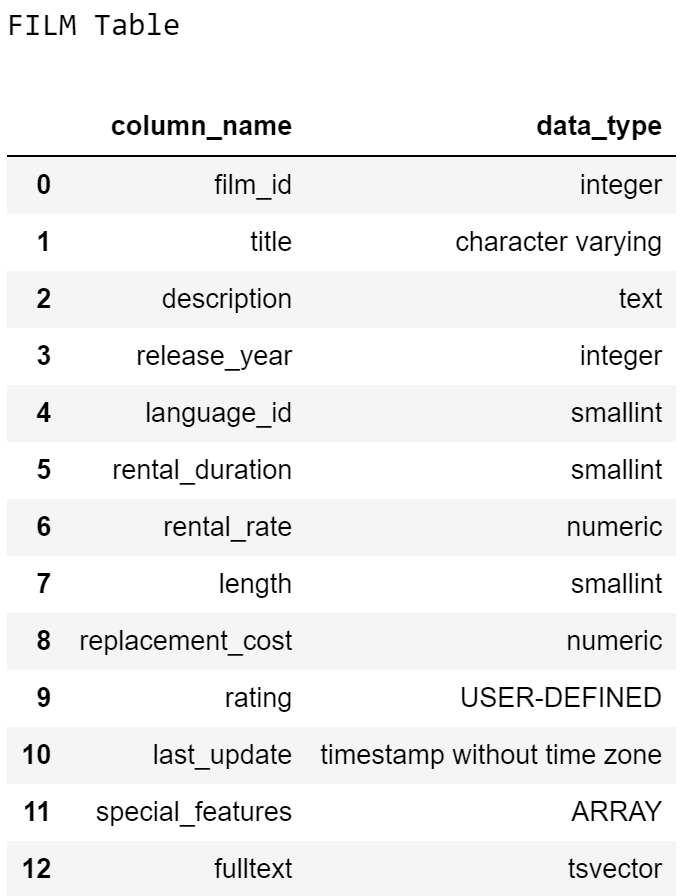 FILM Table
column_name data_type
0 film_id integer
1 title character varying
2 description text
3 release_year integer
4 language_id smallint
5 rental_duration smallint
6 rental_rate numeric
7 length smallint
8 replacement_cost numeric
9 rating USER-DEFINED
10 last_update timestamp without time zone
11 special_features ARRAY
12 fulltext tsvector